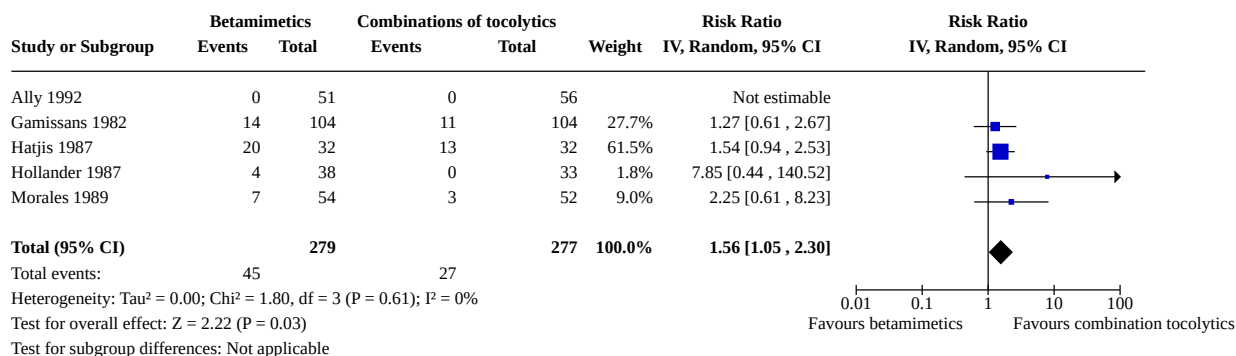 Betamimetics Combinations of tocolytics Risk Ratio Risk Ratio
Study or Subgroup Events Total Events Total Weight IV, Random, 95% CI IV, Random, 95% CI
Ally 1992 0 51 0 56 Not estimable
Gamissans 1982 14 104 11 104 27.7% 1.27 [0.61 , 2.67]
Hatjis 1987 20 32 13 32 61.5% 1.54 [0.94 , 2.53]
Hollander 1987 4 38 0 33 1.8% 7.85 [0.44 , 140.52]
Morales 1989 7 54 3 52 9.0% 2.25 [0.61 , 8.23]
Total (95% CI) 279 277 100.0% 1.56 [1.05 , 2.30]
Total events: 45 27
Heterogeneity: Tau² = 0.00; Chi² = 1.80, df = 3 (P = 0.61); I² = 0%
0.01 0.1 1 10 100
Test for overall effect: Z = 2.22 (P = 0.03) Favours betamimetics Favours combination tocolytics
Test for subgroup differences: Not applicable